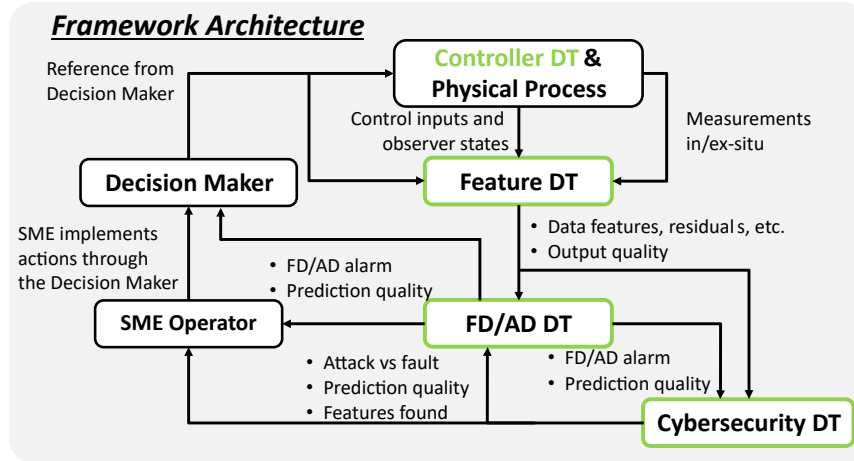 Framework Architecture
Controller DT &
Physical Process
Reference from
Decision Maker
Control inputs and
observer states
Measurements
in/ex-situ
Decision Maker
Feature DT
SME implements
actions through
the Decision Maker
• Data features, residuals, etc.
• Output quality
• FD/AD alarm
• Prediction quality
SME Operator
FD/AD DT
• Attack vs fault
• Prediction quality
• Features found
• FD/AD alarm
• Prediction quality
Cybersecurity DT